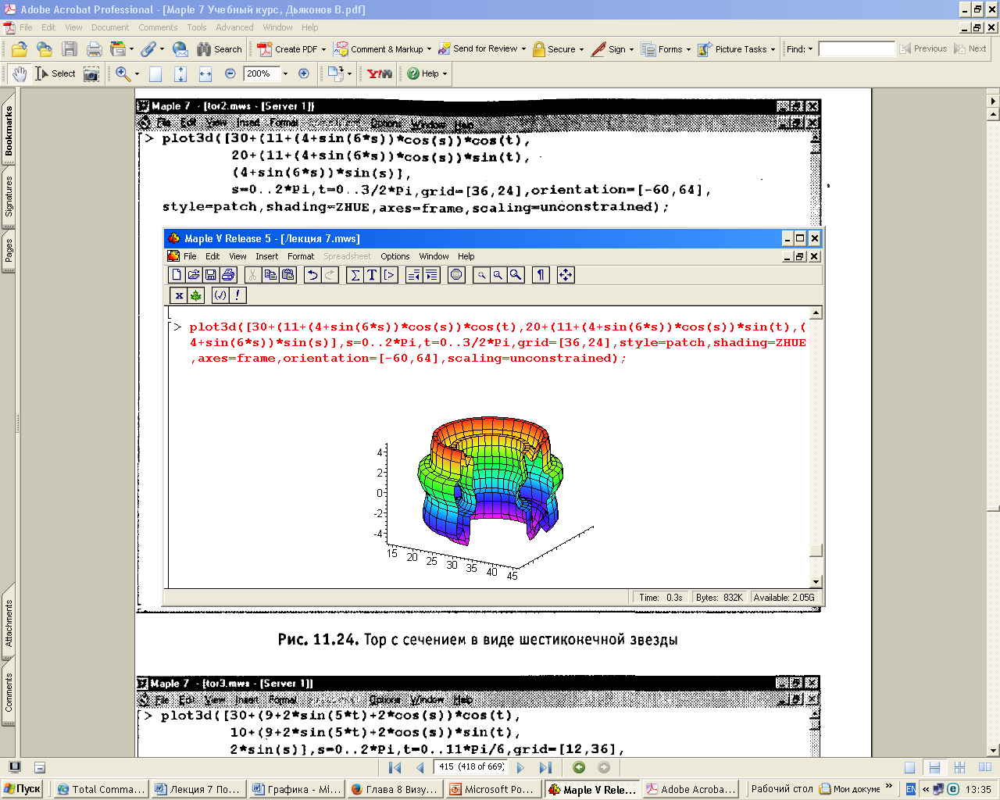 Adobe Acrobat Professional - [Maple 7 Учебный курс, Дьяконов В.pdf]
File Edit View Document Comments Tools Advanced Window Help
Search Create PDF Comment & Markup Send for Review Secure Sign Forms Picture Tasks Find: Previous Next
Select 200% Y! Help
Bookmarks
Signatures
Pages
Attachments
Comments
Maple 7 - [tor2.mws - [Server 1]]
File Edit View Insert Format Options Window Help
> plot3d([30+(11+(4+sin(6*s))*cos(s))*cos(t),
20+(11+(4+sin(6*s))*cos(s))*sin(t),
(4+sin(6*s))*sin(s)],
s=0..2*Pi,t=0..3/2*Pi,grid=[36,24],orientation=[-60,64],
style=patch,shading=ZHUE,axes=frame,scaling=unconstrained);
Maple V Release 5 - [Лекция 7.mws]
File Edit View Insert Format Spreadsheet Options Window Help
Σ T [> STOP ¶
x (√) !
> plot3d([30+(11+(4+sin(6*s))*cos(s))*cos(t),20+(11+(4+sin(6*s))*cos(s))*sin(t),(
4+sin(6*s))*sin(s)],s=0..2*Pi,t=0..3/2*Pi,grid=[36,24],style=patch,shading=ZHUE
,axes=frame,orientation=[-60,64],scaling=unconstrained);
4
2
0
-2
-4
15 20 25 30 35 40 45
Time: 0.3s Bytes: 832K Available: 2.05G
Рис. 11.24. Тор с сечением в виде шестиконечной звезды
Maple 7 - [tor3.mws - [Server 1]]
File Edit View Insert Format Options Window Help
> plot3d([30+(9+2*sin(5*t)+2*cos(s))*cos(t),
10+(9+2*sin(5*t)+2*cos(s))*sin(t),
2*sin(s)],s=0..2*Pi,t=0..11*Pi/6,grid=[12,36],
415 (418 of 669)
Пуск Total Comma... Лекция 7 По... Графика - Mi... Глава 8 Визу... Microsoft Po... Maple V Rele... Adobe Acroba... Рабочий стол Мои докуме » EN « 13:35